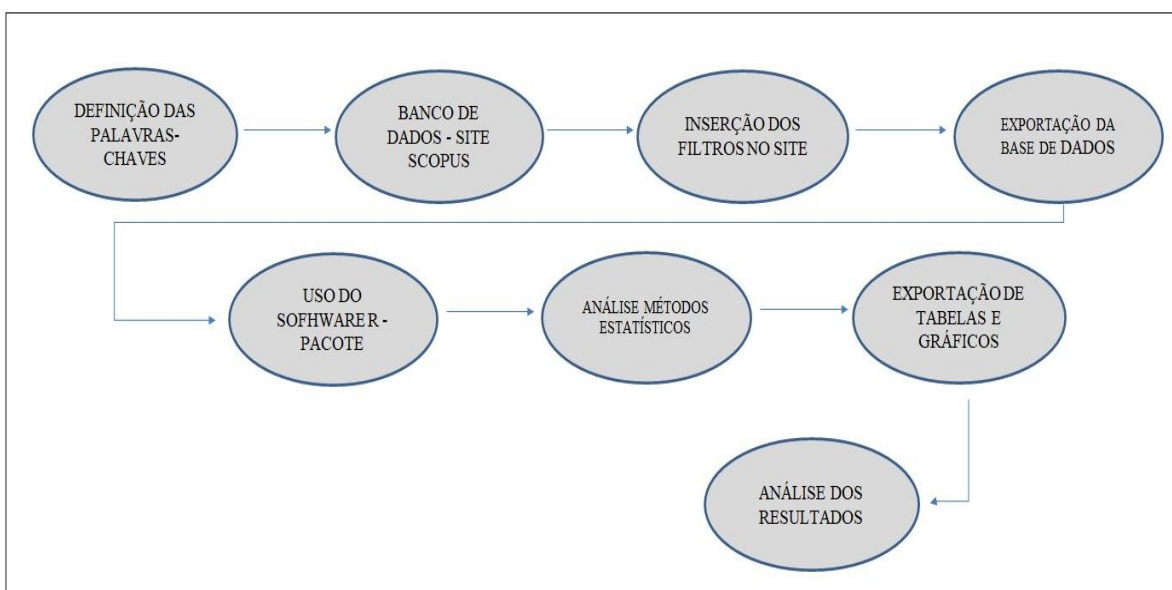 DEFINIÇÃO DAS
PALAVRAS-
CHAVES
BANCO DE
DADOS - SITE
SCOPUS
INSERÇÃO DOS
FILTROS NO SITE
EXPORTAÇÃO DA
BASE DE DADOS
USO DO
SOFHWARE R -
PACOTE
ANÁLISE MÉTODOS
ESTATÍSTICOS
EXPORTAÇÃO DE
TABELAS E
GRÁFICOS
ANÁLISE DOS
RESULTADOS